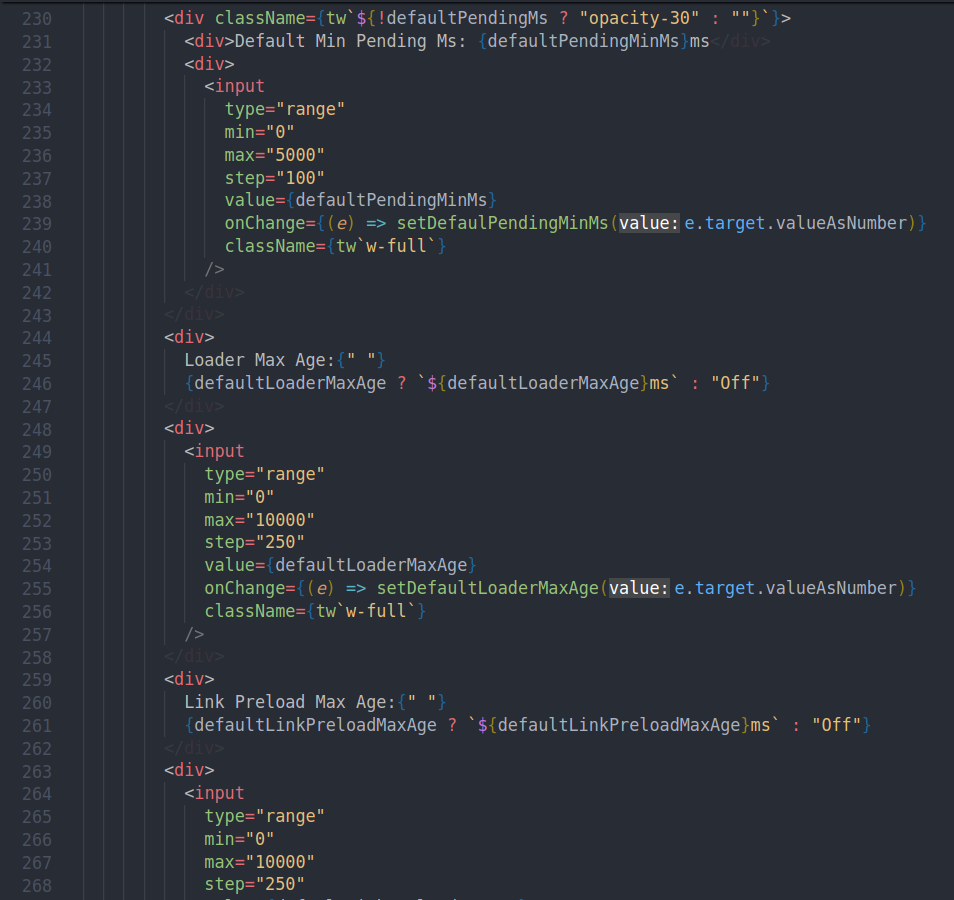 230 <div className={tw`${!defaultPendingMs ? "opacity-30" : ""}`}>
231 <div>Default Min Pending Ms: {defaultPendingMinMs}ms</div>
232 <div>
233 <input
234 type="range"
235 min="0"
236 max="5000"
237 step="100"
238 value={defaultPendingMinMs}
239 onChange={(e) => setDefaulPendingMinMs(value: e.target.valueAsNumber)}
240 className={tw`w-full`}
241 />
242 </div>
243 </div>
244 <div>
245 Loader Max Age:{" "}
246 {defaultLoaderMaxAge ? `${defaultLoaderMaxAge}ms` : "Off"}
247 </div>
248 <div>
249 <input
250 type="range"
251 min="0"
252 max="10000"
253 step="250"
254 value={defaultLoaderMaxAge}
255 onChange={(e) => setDefaultLoaderMaxAge(value: e.target.valueAsNumber)}
256 className={tw`w-full`}
257 />
258 </div>
259 <div>
260 Link Preload Max Age:{" "}
261 {defaultLinkPreloadMaxAge ? `${defaultLinkPreloadMaxAge}ms` : "Off"}
262 </div>
263 <div>
264 <input
265 type="range"
266 min="0"
267 max="10000"
268 step="250"